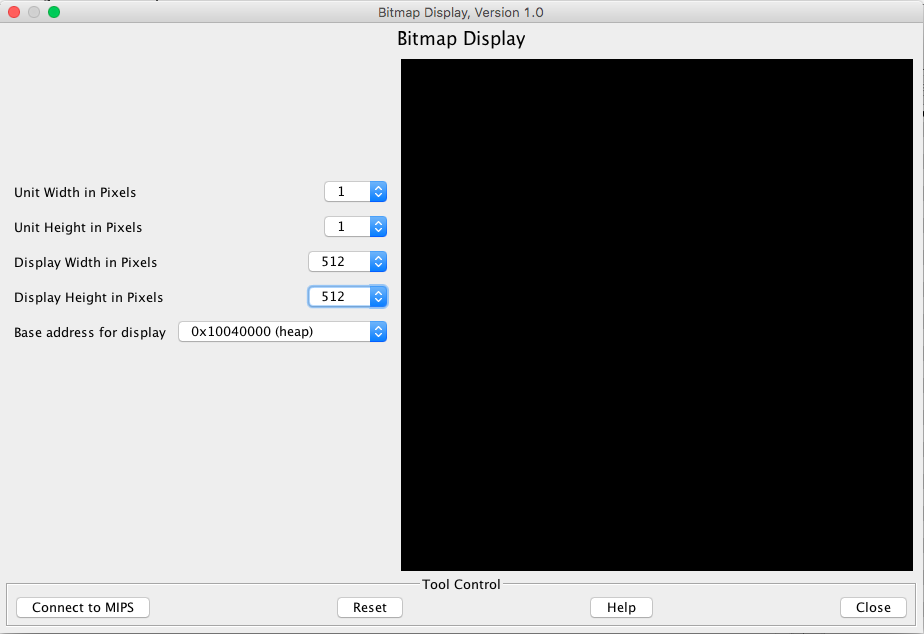 Bitmap Display, Version 1.0
Bitmap Display
Unit Width in Pixels 1
Unit Height in Pixels 1
Display Width in Pixels 512
Display Height in Pixels 512
Base address for display 0x10040000 (heap)
Tool Control
Connect to MIPS Reset Help Close